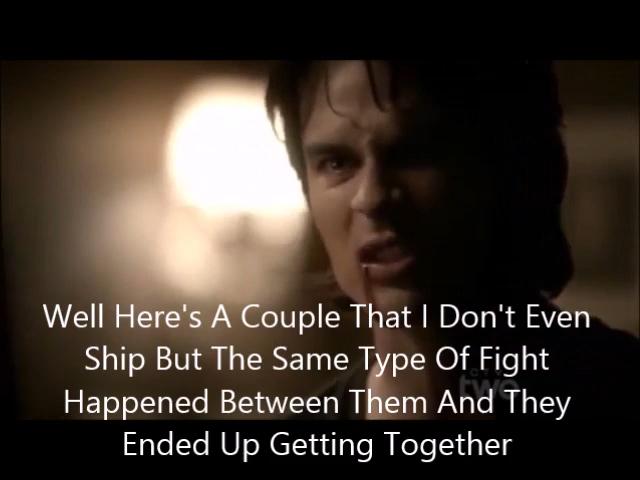 Well Here's A Couple That I Don't Even
Ship But The Same Type Of Fight
Happened Between Them And They
Ended Up Getting Together
two